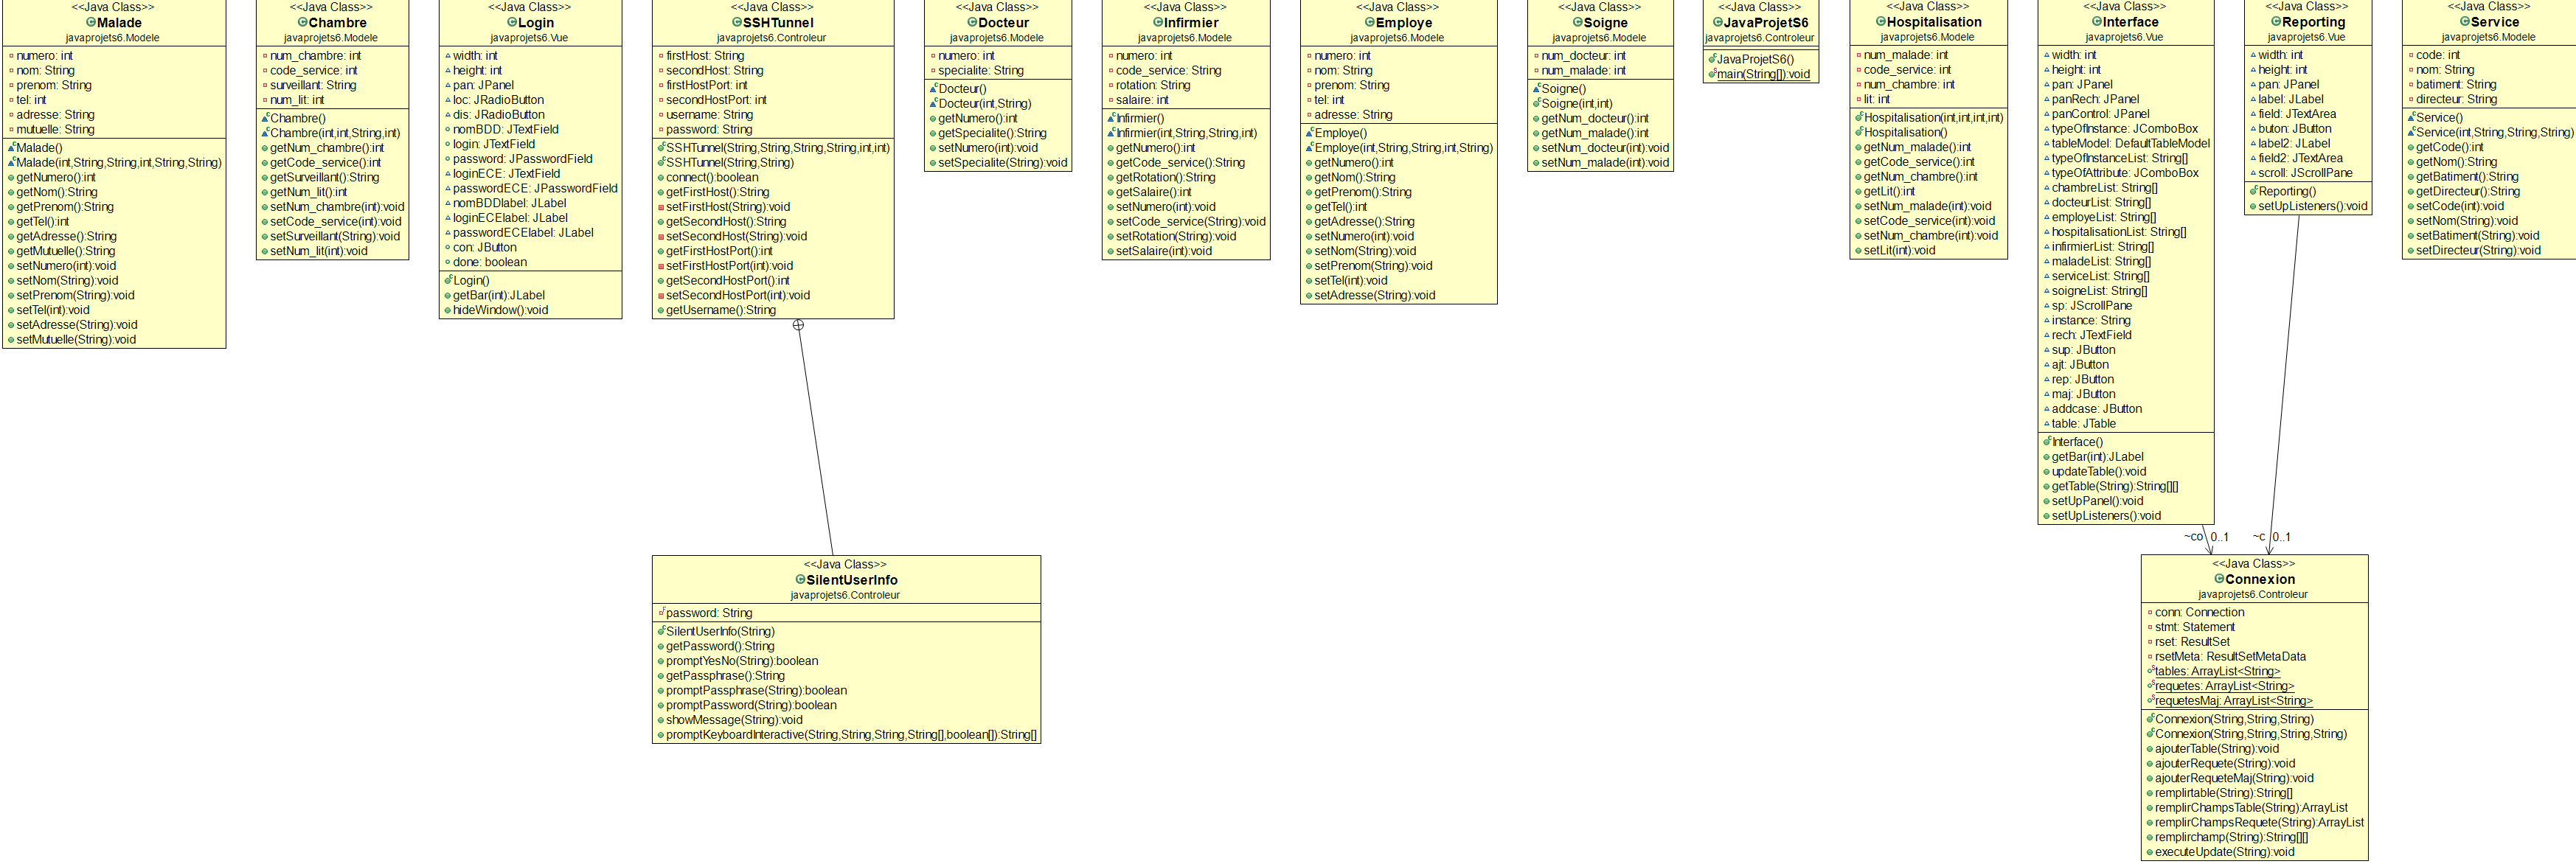 <<Java Class>>
Malade
javaprojets6.Modele
numero: int
nom: String
prenom: String
tel: int
adresse: String
mutuelle: String
Malade()
Malade(int,String,String,int,String,String)
getNumero():int
getNom():String
getPrenom():String
getTel():int
getAdresse():String
getMutuelle():String
setNumero(int):void
setNom(String):void
setPrenom(String):void
setTel(int):void
setAdresse(String):void
setMutuelle(String):void
<<Java Class>>
Chambre
javaprojets6.Modele
num_chambre: int
code_service: int
surveillant: String
num_lit: int
Chambre()
Chambre(int,int,String,int)
getNum_chambre():int
getCode_service():int
getSurveillant():String
getNum_lit():int
setNum_chambre(int):void
setCode_service(int):void
setSurveillant(String):void
setNum_lit(int):void
<<Java Class>>
Login
javaprojets6.Vue
width: int
height: int
pan: JPanel
loc: JRadioButton
dis: JRadioButton
nomBDD: JTextField
login: JTextField
password: JPasswordField
loginECE: JTextField
passwordECE: JPasswordField
nomBDDlabel: JLabel
loginECElabel: JLabel
passwordECElabel: JLabel
con: JButton
done: boolean
Login()
getBar(int):JLabel
hideWindow():void
<<Java Class>>
SSHTunnel
javaprojets6.Controleur
firstHost: String
secondHost: String
firstHostPort: int
secondHostPort: int
username: String
password: String
SSHTunnel(String,String,String,String,int,int)
SSHTunnel(String,String)
connect():boolean
getFirstHost():String
setFirstHost(String):void
getSecondHost():String
setSecondHost(String):void
getFirstHostPort():int
setFirstHostPort(int):void
getSecondHostPort():int
setSecondHostPort(int):void
getUsername():String
<<Java Class>>
Docteur
javaprojets6.Modele
numero: int
specialite: String
Docteur()
Docteur(int,String)
getNumero():int
getSpecialite():String
setNumero(int):void
setSpecialite(String):void
<<Java Class>>
Infirmier
javaprojets6.Modele
numero: int
code_service: String
rotation: String
salaire: int
Infirmier()
Infirmier(int,String,String,int)
getNumero():int
getCode_service():String
getRotation():String
getSalaire():int
setNumero(int):void
setCode_service(String):void
setRotation(String):void
setSalaire(int):void
<<Java Class>>
Employe
javaprojets6.Modele
numero: int
nom: String
prenom: String
tel: int
adresse: String
Employe()
Employe(int,String,String,int,String)
getNumero():int
getNom():String
getPrenom():String
getTel():int
getAdresse():String
setNumero(int):void
setNom(String):void
setPrenom(String):void
setTel(int):void
setAdresse(String):void
<<Java Class>>
Soigne
javaprojets6.Modele
num_docteur: int
num_malade: int
Soigne()
Soigne(int,int)
getNum_docteur():int
getNum_malade():int
setNum_docteur(int):void
setNum_malade(int):void
<<Java Class>>
JavaProjetS6
javaprojets6.Controleur
JavaProjetS6()
main(String[]):void
<<Java Class>>
Hospitalisation
javaprojets6.Modele
num_malade: int
code_service: int
num_chambre: int
lit: int
Hospitalisation(int,int,int,int)
Hospitalisation()
getNum_malade():int
getCode_service():int
getNum_chambre():int
getLit():int
setNum_malade(int):void
setCode_service(int):void
setNum_chambre(int):void
setLit(int):void
<<Java Class>>
Interface
javaprojets6.Vue
width: int
height: int
pan: JPanel
panRech: JPanel
panControl: JPanel
typeOfInstance: JComboBox
tableModel: DefaultTableModel
typeOfInstanceList: String[]
typeOfAttribute: JComboBox
chambreList: String[]
docteurList: String[]
employeList: String[]
hospitalisationList: String[]
infirmierList: String[]
maladeList: String[]
serviceList: String[]
soigneList: String[]
sp: JScrollPane
instance: String
rech: JTextField
sup: JButton
ajt: JButton
rep: JButton
maj: JButton
addcase: JButton
table: JTable
Interface()
getBar(int):JLabel
updateTable():void
getTable(String):String[][]
setUpPanel():void
setUpListeners():void
<<Java Class>>
Reporting
javaprojets6.Vue
width: int
height: int
pan: JPanel
label: JLabel
field: JTextArea
buton: JButton
label2: JLabel
field2: JTextArea
scroll: JScrollPane
Reporting()
setUpListeners():void
<<Java Class>>
Service
javaprojets6.Modele
code: int
nom: String
batiment: String
directeur: String
Service()
Service(int,String,String,String)
getCode():int
getNom():String
getBatiment():String
getDirecteur():String
setCode(int):void
setNom(String):void
setBatiment(String):void
setDirecteur(String):void
~co 0..1
~c 0..1
<<Java Class>>
SilentUserInfo
javaprojets6.Controleur
password: String
SilentUserInfo(String)
getPassword():String
promptYesNo(String):boolean
getPassphrase():String
promptPassphrase(String):boolean
promptPassword(String):boolean
showMessage(String):void
promptKeyboardInteractive(String,String,String,String[],boolean[]):String[]
<<Java Class>>
Connexion
javaprojets6.Controleur
conn: Connection
stmt: Statement
rset: ResultSet
rsetMeta: ResultSetMetaData
tables: ArrayList<String>
requetes: ArrayList<String>
requetesMaj: ArrayList<String>
Connexion(String,String,String)
Connexion(String,String,String,String)
ajouterTable(String):void
ajouterRequete(String):void
ajouterRequeteMaj(String):void
remplirtable(String):String[]
remplirChampsTable(String):ArrayList
remplirChampsRequete(String):ArrayList
remplirchamp(String):String[][]
executeUpdate(String):void